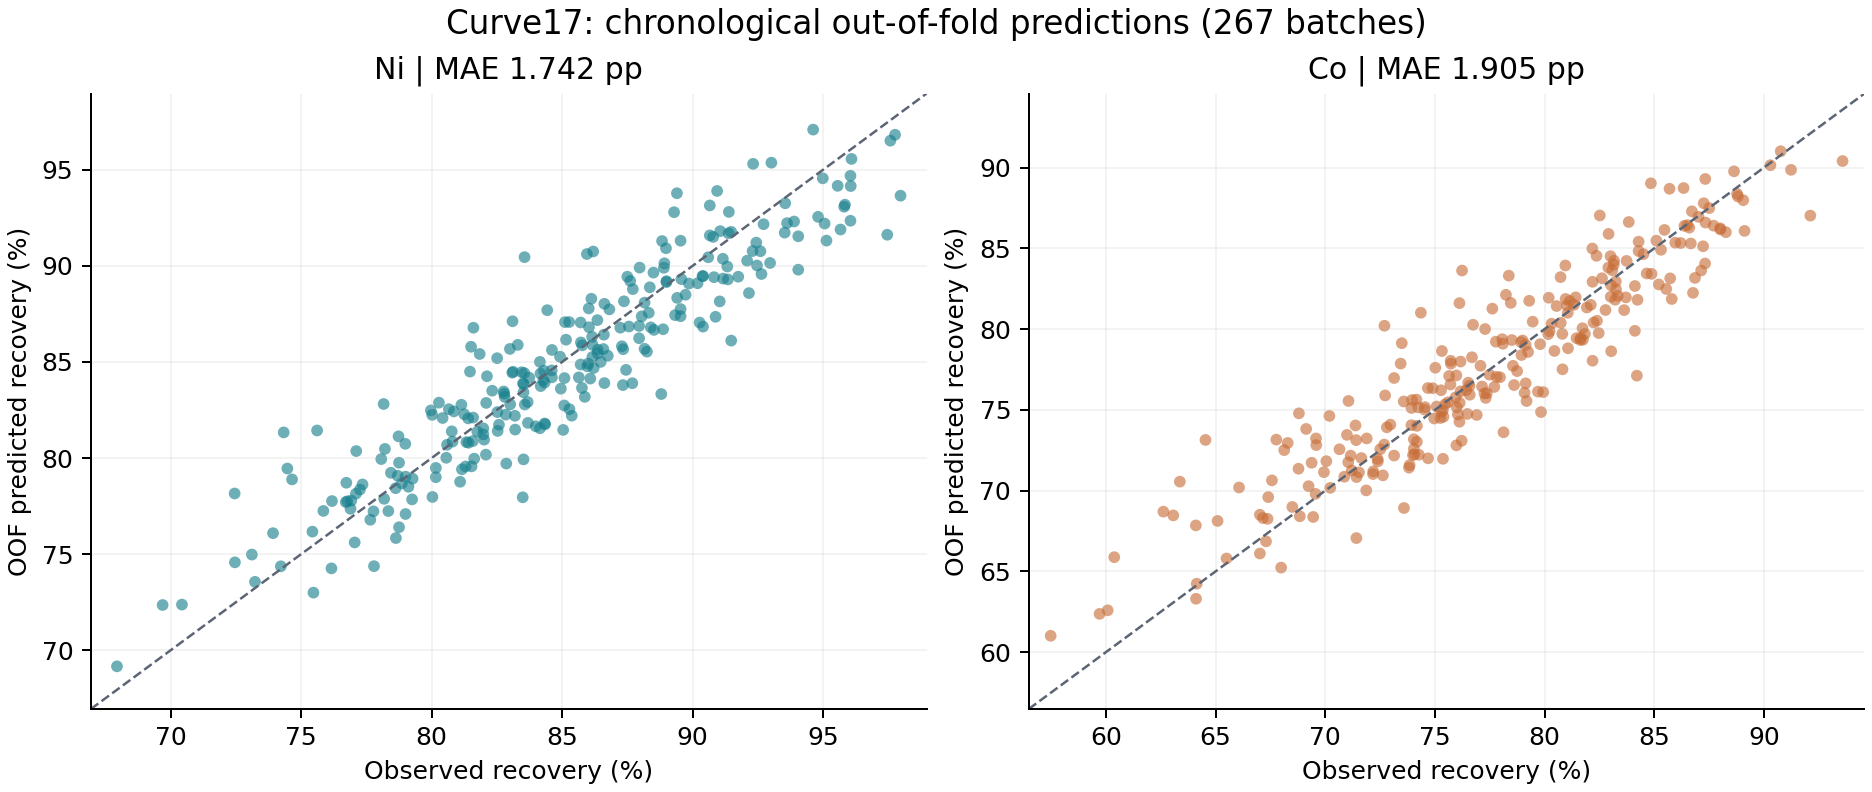 Curve17: chronological out-of-fold predictions (267 batches)
Ni | MAE 1.742 pp
OOF predicted recovery (%)
95
90
85
80
75
70
70 75 80 85 90 95
Observed recovery (%)
Co | MAE 1.905 pp
OOF predicted recovery (%)
90
85
80
75
70
65
60
60 65 70 75 80 85 90
Observed recovery (%)